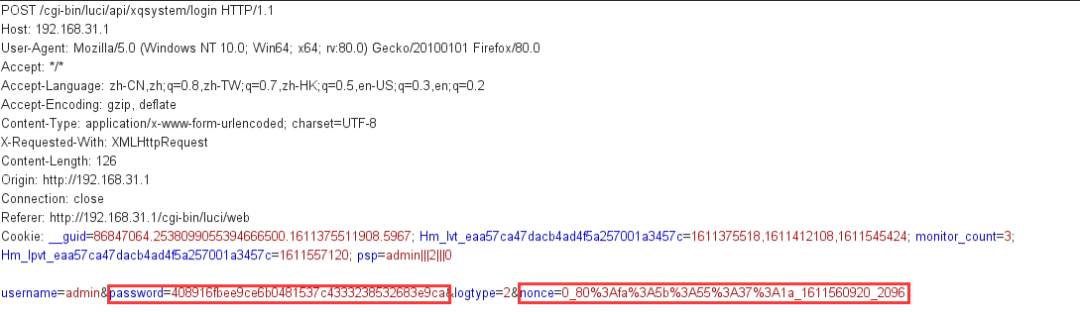 POST /cgi-bin/luci/api/xqsystem/login HTTP/1.1
Host: 192.168.31.1
User-Agent: Mozilla/5.0 (Windows NT 10.0; Win64; x64; rv:80.0) Gecko/20100101 Firefox/80.0
Accept: */*
Accept-Language: zh-CN,zh;q=0.8,zh-TW;q=0.7,zh-HK;q=0.5,en-US;q=0.3,en;q=0.2
Accept-Encoding: gzip, deflate
Content-Type: application/x-www-form-urlencoded; charset=UTF-8
X-Requested-With: XMLHttpRequest
Content-Length: 126
Origin: http://192.168.31.1
Connection: close
Referer: http://192.168.31.1/cgi-bin/luci/web
Cookie: __guid=86847064.2538099055394666500.1611375511908.5967; Hm_lvt_eaa57ca47dacb4ad4f5a257001a3457c=1611375518,1611412108,1611545424; monitor_count=3;
Hm_lpvt_eaa57ca47dacb4ad4f5a257001a3457c=1611557120; psp=admin|||2|||0
username=admin&password=408916fbee9ce6b0481537c4333238532683e9ca&logtype=2&nonce=0_80%3Afa%3A5b%3A55%3A37%3A1a_1611560920_2096